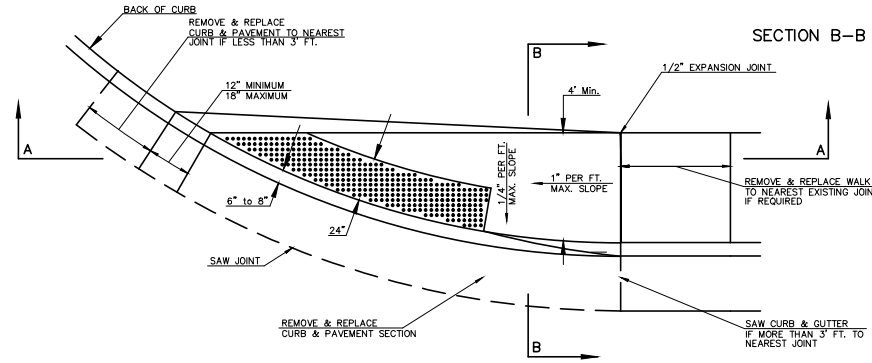 BACK OF CURB
REMOVE & REPLACE
CURB & PAVEMENT TO NEAREST
JOINT IF LESS THAN 3' FT.
B
SECTION B-B
1/2" EXPANSION JOINT
12" MINIMUM
18" MAXIMUM
4' Min.
A
A
1/4" PER FT.
MAX. SLOPE
1" PER FT.
MAX. SLOPE
REMOVE & REPLACE WALK
TO NEAREST EXISTING JOIN
IF REQUIRED
6" to 8"
24"
SAW JOINT
REMOVE & REPLACE
CURB & PAVEMENT SECTION
SAW CURB & GUTTER
IF MORE THAN 3' FT. TO
NEAREST JOINT
B